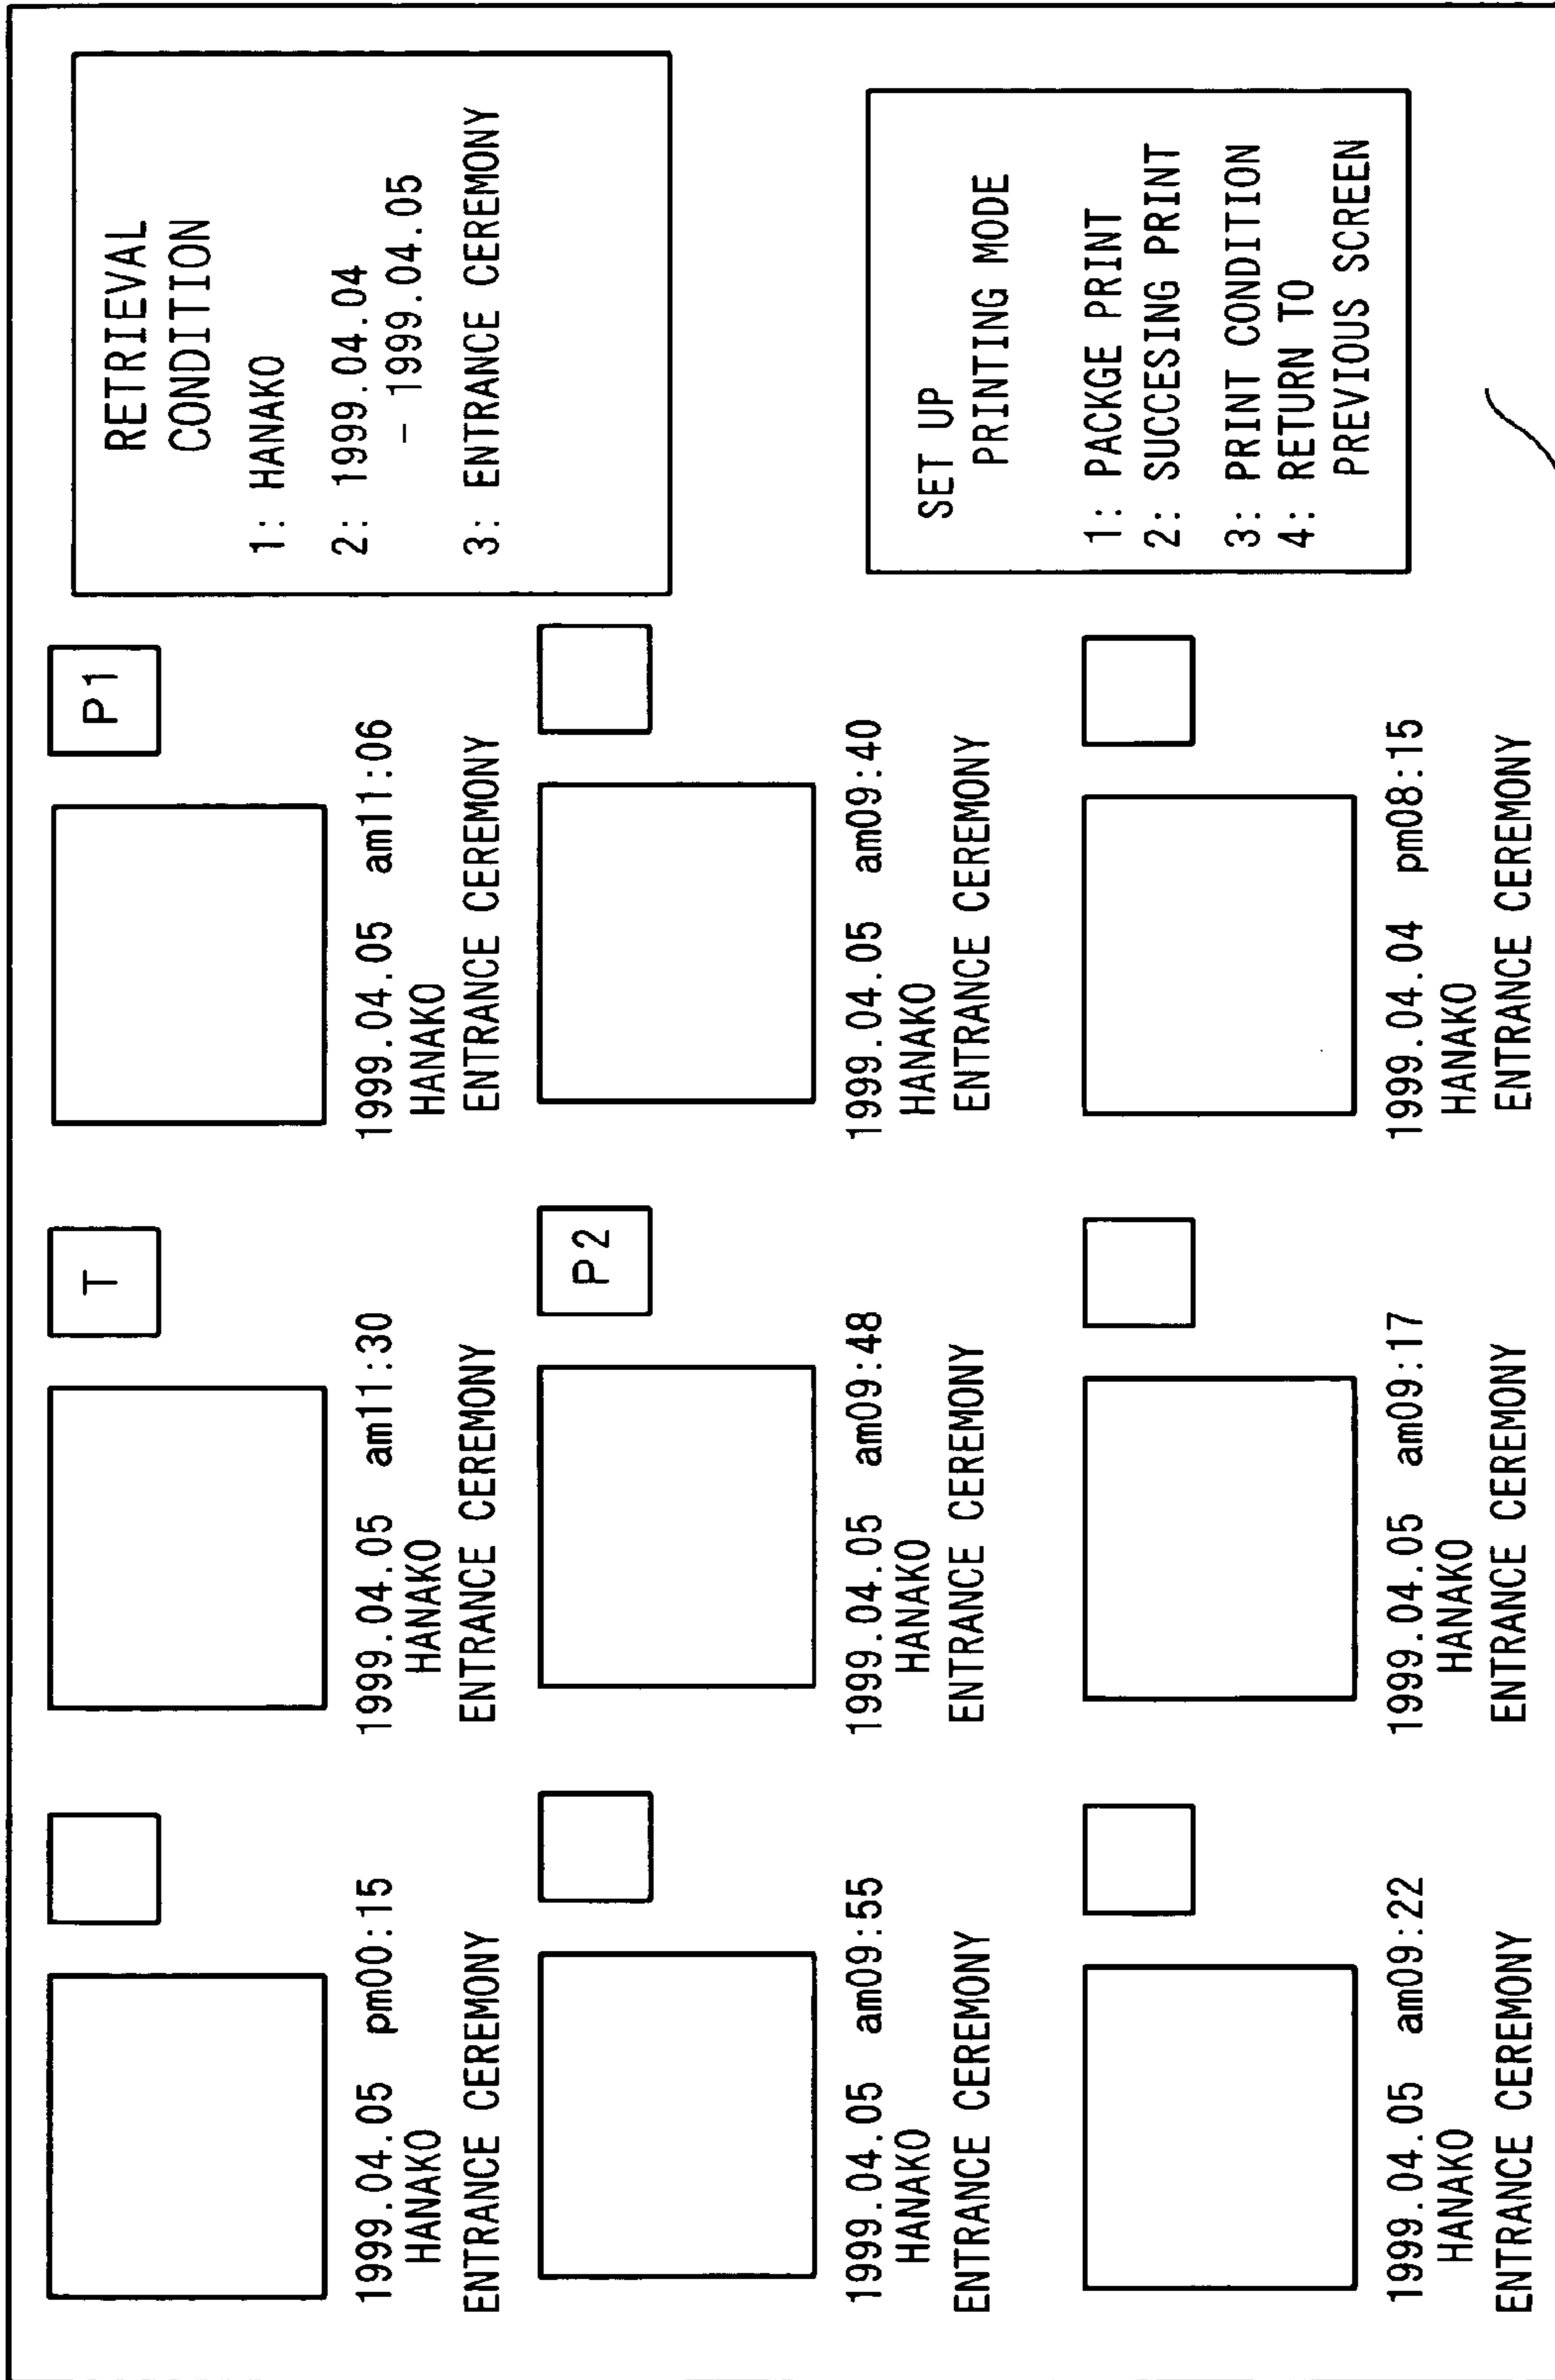 T
P1
1999.04.05 pm00:15
HANAKO
ENTRANCE CEREMONY
1999.04.05 am11:30
HANAKO
ENTRANCE CEREMONY
1999.04.05 am11:06
HANAKO
ENTRANCE CEREMONY
P2
1999.04.05 am09:55
HANAKO
ENTRANCE CEREMONY
1999.04.05 am09:48
HANAKO
ENTRANCE CEREMONY
1999.04.05 am09:40
HANAKO
ENTRANCE CEREMONY
1999.04.05 am09:22
HANAKO
ENTRANCE CEREMONY
1999.04.05 am09:17
HANAKO
ENTRANCE CEREMONY
1999.04.04 pm08:15
HANAKO
ENTRANCE CEREMONY
RETRIEVAL
CONDITION
1: HANAKO
2: 1999.04.04
- 1999.04.05
3: ENTRANCE CEREMONY
SET UP
PRINTING MODE
1: PACKGE PRINT
2: SUCCESING PRINT
3: PRINT CONDITION
4: RETURN TO
PREVIOUS SCREEN